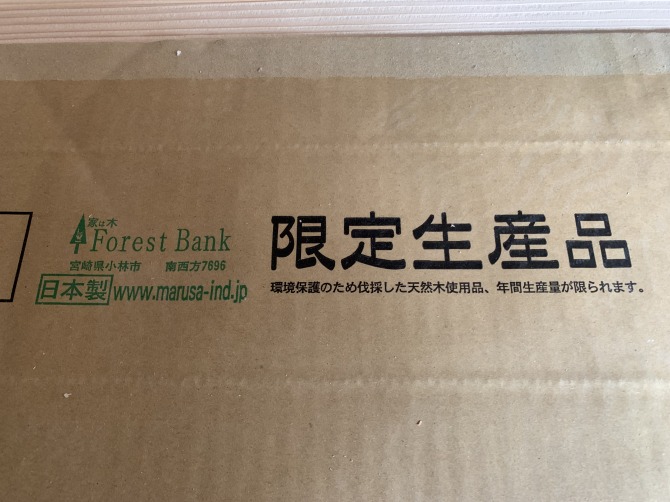 家は木
Forest Bank
宮崎県小林市 南西方7696
日本製 www.marusa-ind.jp
限定生産品
環境保護のため伐採した天然木使用品、年間生産量が限られます。